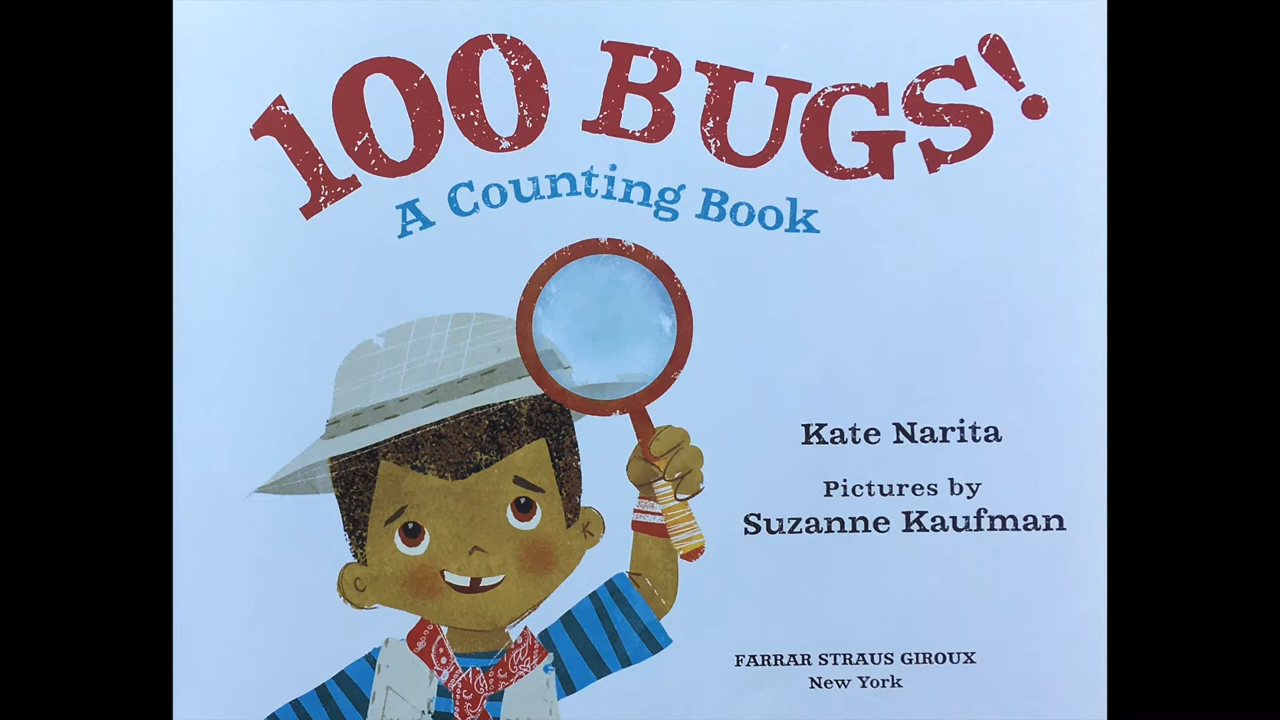 100 BUGS!
A Counting Book
Kate Narita
Pictures by
Suzanne Kaufman
FARRAR STRAUS GIROUX
New York